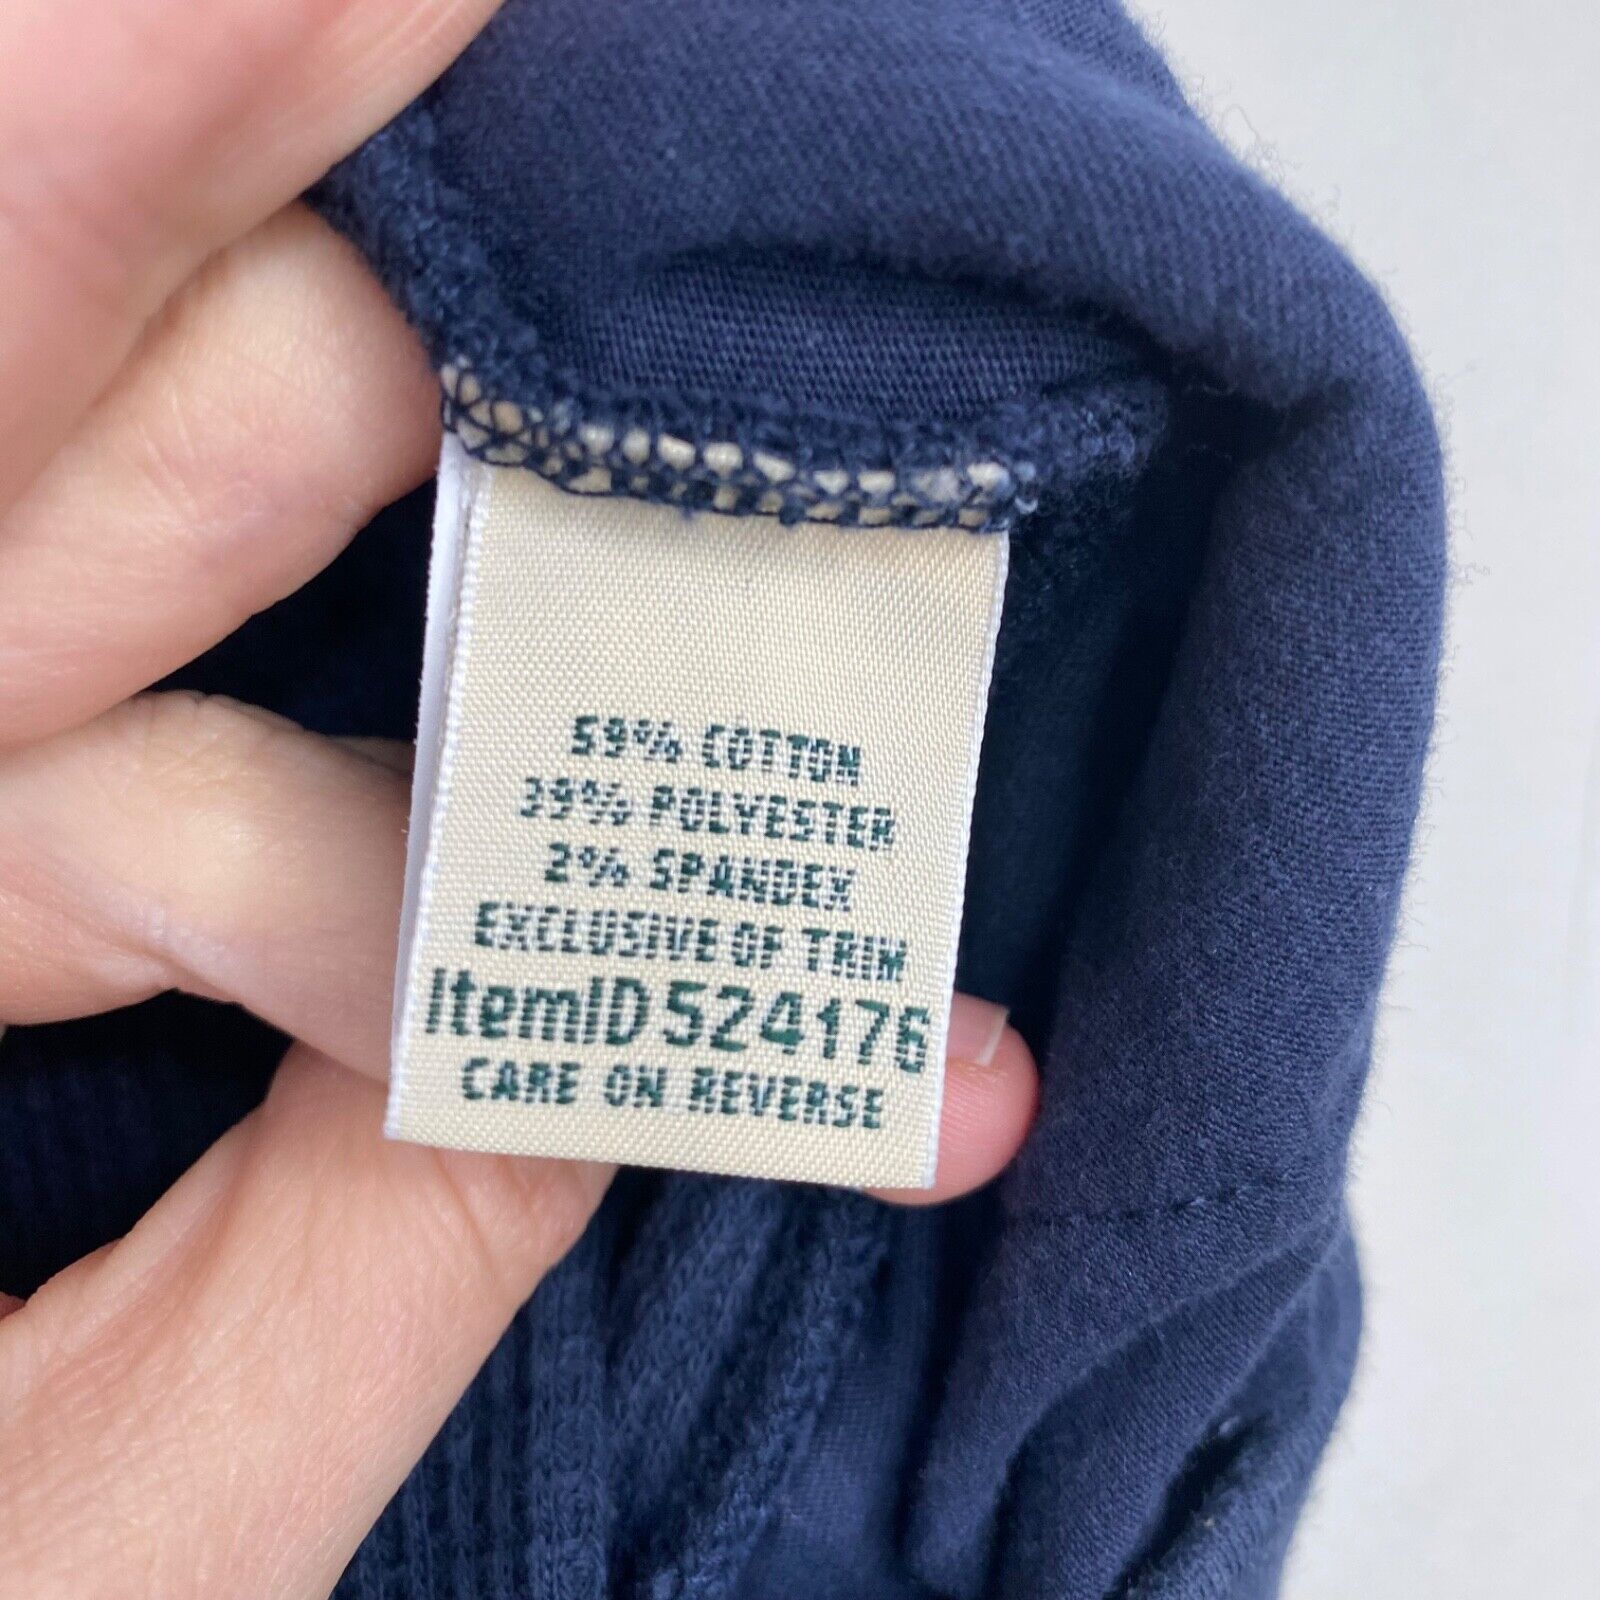 59% COTTON
39% POLYESTER
2% SPANDEX
EXCLUSIVE OF TRIM
ItemID 524176
CARE ON REVERSE